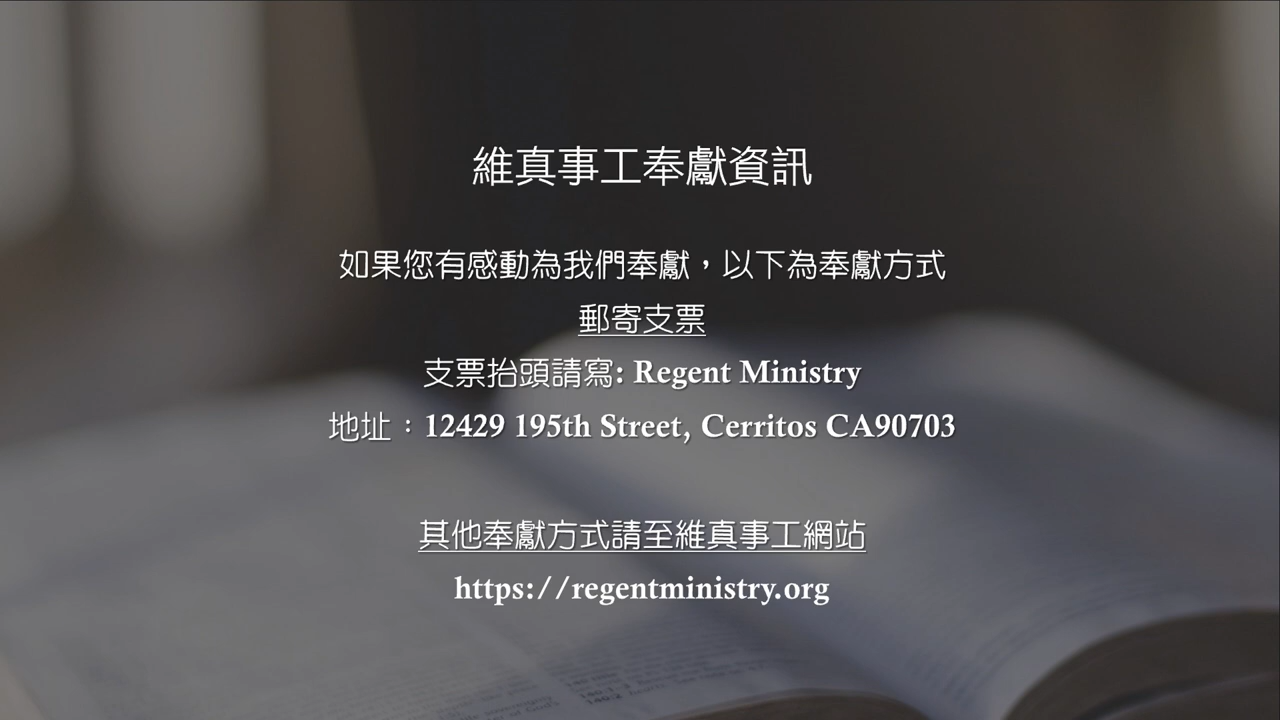 維真事工奉獻資訊
如果您有感動為我們奉獻，以下為奉獻方式
郵寄支票
支票抬頭請寫: Regent Ministry
地址：12429 195th Street, Cerritos CA90703
其他奉獻方式請至維真事工網站
https://regentministry.org